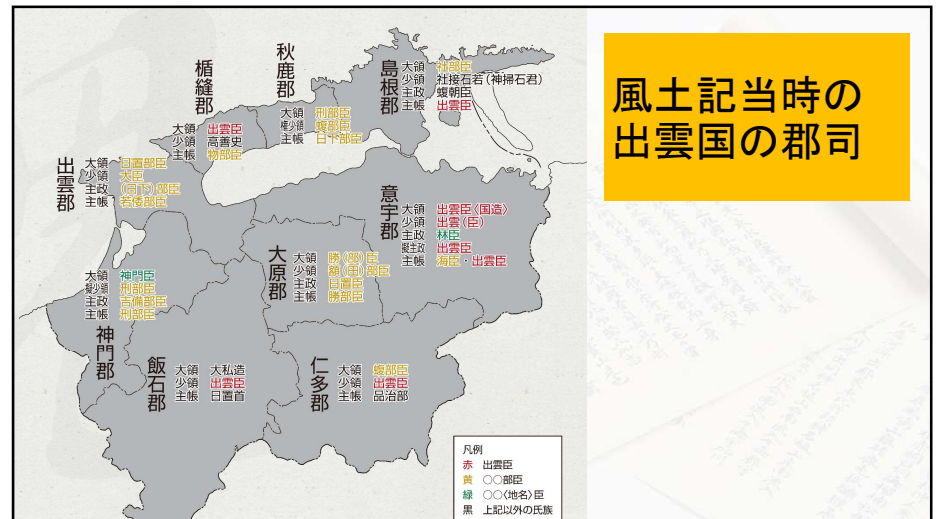 風土記当時の
出雲国の郡司
島根郡
大領 社部臣
少領 社接石若(神掃石君)
主政 蝮朝臣
主帳 出雲臣
秋鹿郡
大領 刑部臣
権少領 蝮部臣
主帳 日下部臣
楯縫郡
大領 出雲臣
少領 高善史
主帳 物部臣
出雲郡
大領 日置部臣
少領 大臣
主政 (日下)部臣
主帳 若倭部臣
意宇郡
大領 出雲臣〈国造〉
少領 出雲(臣)
主政 林臣
擬主政 出雲臣
主帳 海臣・出雲臣
大原郡
大領 勝(部)臣
少領 額(田)部臣
主政 日置臣
主帳 勝部臣
神門郡
大領 神門臣
擬少領 刑部臣
主政 吉備部臣
主帳 刑部臣
飯石郡
大領 大私造
少領 出雲臣
主帳 日置首
仁多郡
大領 蝮部臣
少領 出雲臣
主帳 品治部
凡例
赤 出雲臣
黄 〇〇部臣
緑 〇〇〈地名〉臣
黒 上記以外の氏族